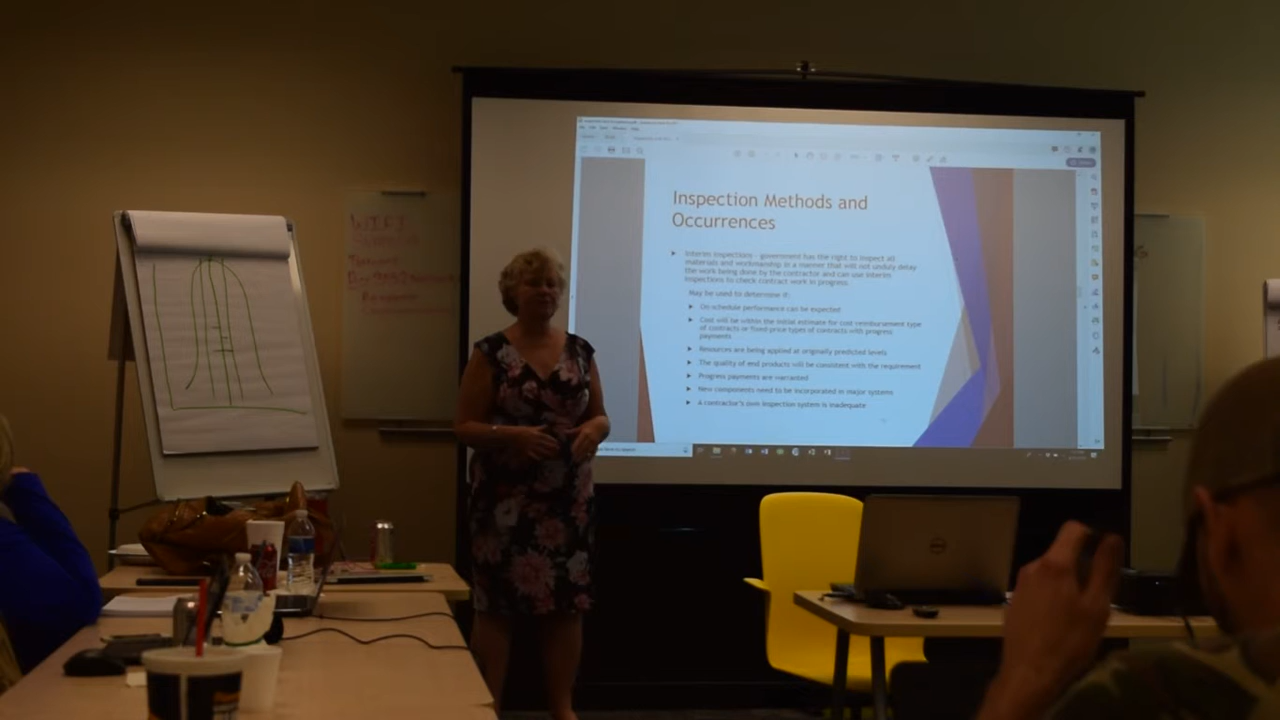 Inspection Methods and
Occurrences
Interim inspections - government has the right to inspect all
materials and workmanship in a manner that will not unduly delay
the work being done by the contractor and can use interim
inspections to check contract work in progress.
May be used to determine if:
On-schedule performance can be expected
Cost will be within the initial estimate for cost reimbursement type
of contracts or fixed price types of contracts with progress
payments
Resources are being applied at originally predicted levels
The quality of end products will be consistent with the requirement
Progress payments are warranted
New components need to be incorporated in major systems
A contractor's own inspection system is inadequate